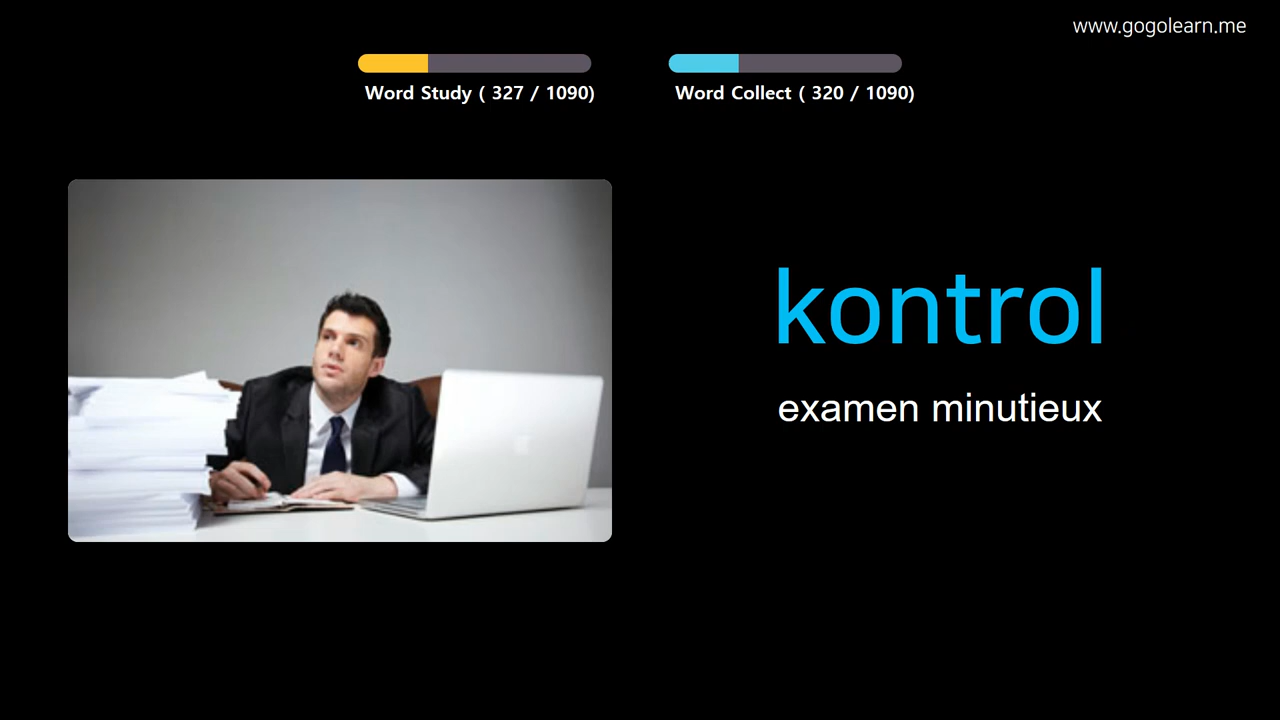 www.gogolearn.me
Word Study ( 327 / 1090)
Word Collect ( 320 / 1090)
kontrol
examen minutieux